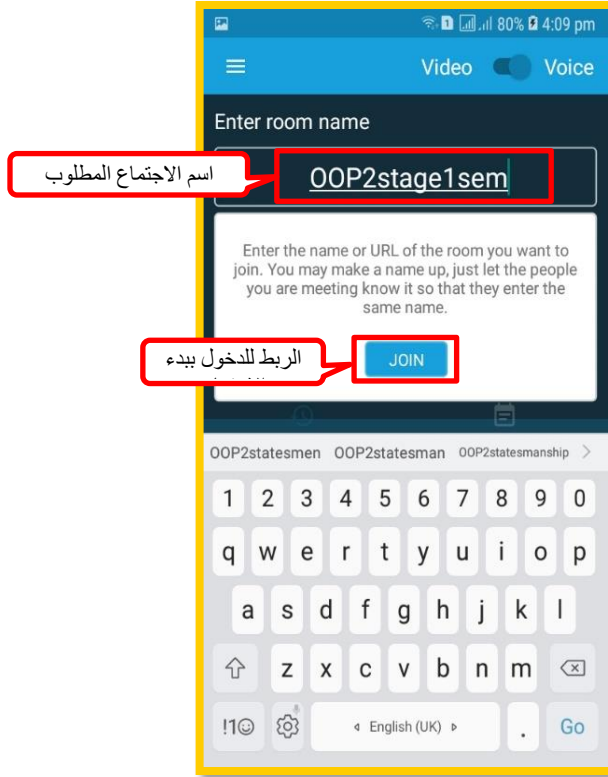 80% 4:09 pm
Video Voice
Enter room name
اسم الاجتماع المطلوب
OOP2stage1sem
Enter the name or URL of the room you want to
join. You may make a name up, just let the people
you are meeting know it so that they enter the
same name.
الربط للدخول ببدء
JOIN
OOP2statesmen OOP2statesman OOP2statesmanship
1 2 3 4 5 6 7 8 9 0
q w e r t y u i o p
a s d f g h j k l
z x c v b n m
!1☺ English (UK) . Go